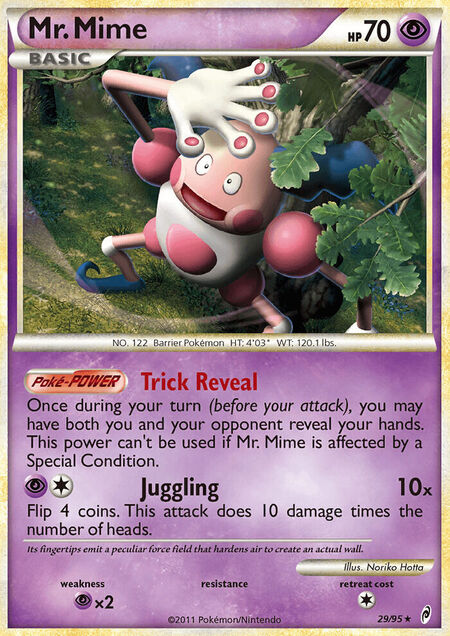 Mr. Mime
HP 70
BASIC
NO. 122 Barrier Pokémon HT: 4'03" WT: 120.1 lbs.
Poké-POWER Trick Reveal
Once during your turn (before your attack), you may
have both you and your opponent reveal your hands.
This power can't be used if Mr. Mime is affected by a
Special Condition.
Juggling 10x
Flip 4 coins. This attack does 10 damage times the
number of heads.
Its fingertips emit a peculiar force field that hardens air to create an actual wall.
Illus. Noriko Hotta
weakness resistance retreat cost
×2
©2011 Pokémon/Nintendo 29/95 ★